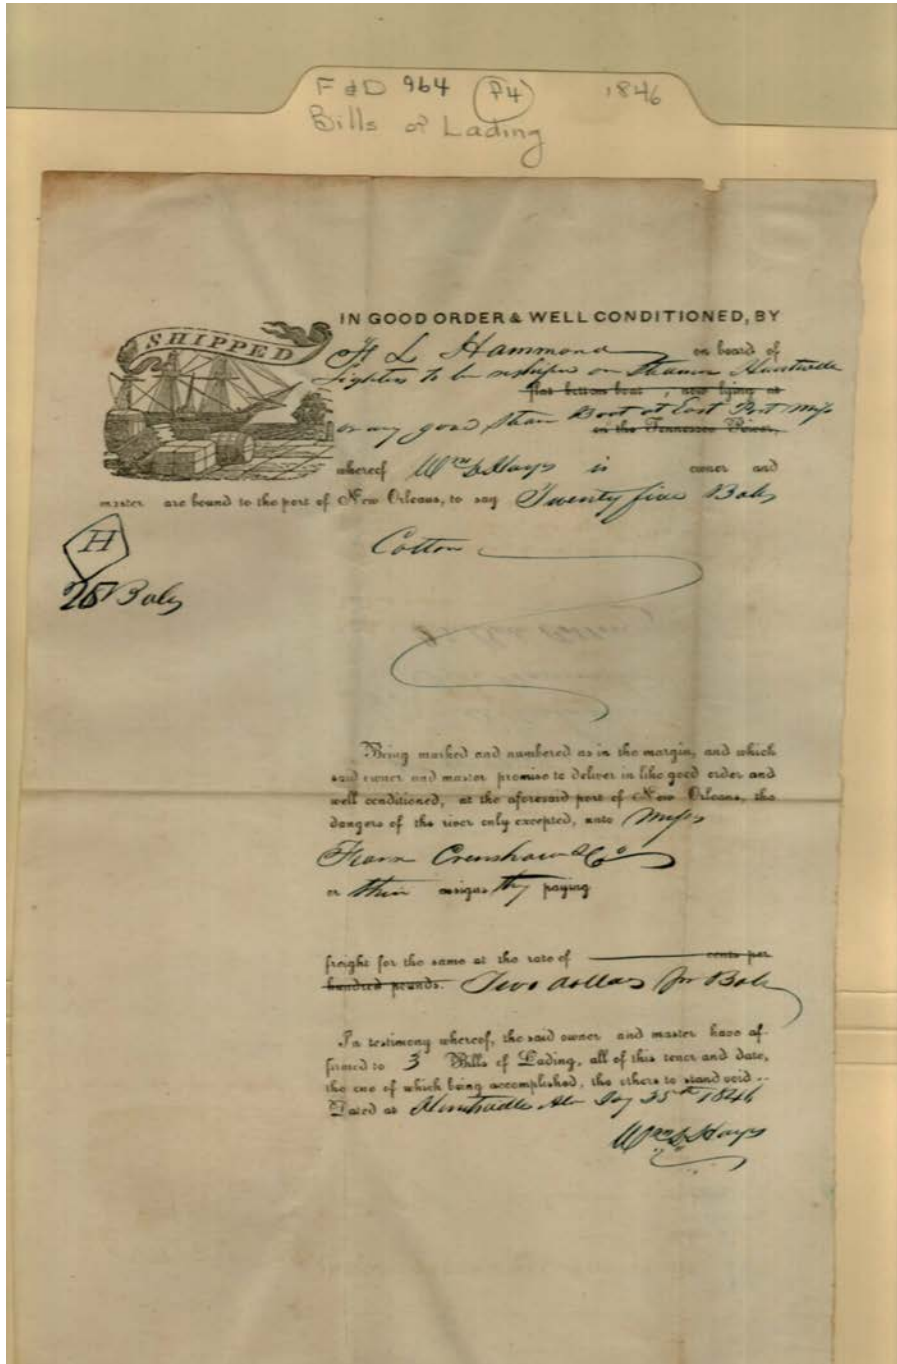 F & D 964 P4 1846
Bills of Lading
SHIPPED
IN GOOD ORDER & WELL CONDITIONED, BY
H L Hammond on board of
Lighter to be reshiped on Steamer Huntsville
flat bottom boat, now lying at
or any good Steam Boat at East Port Miss
on the Tennessee River,
whereof Wm D Hays is owner and
master are bound to the port of New Orleans, to say Twenty five Bales
H
Cotton
25 Bales
Being marked and numbered as in the margin, and which
said owner and master promise to deliver in like good order and
well conditioned, at the aforesaid port of New Orleans, the
dangers of the river only excepted, unto Messrs
Crenshaw & Co
or their assigns they paying
freight for the same at the rate of cents per
hundred pounds. Two dollars per Bale
In testimony whereof, the said owner and master have af-
firmed to 3 Bills of Lading, all of this tenor and date,
the one of which being accomplished, the others to stand void..
Dated at Huntsville Ala 25th 1846
Wm D Hays